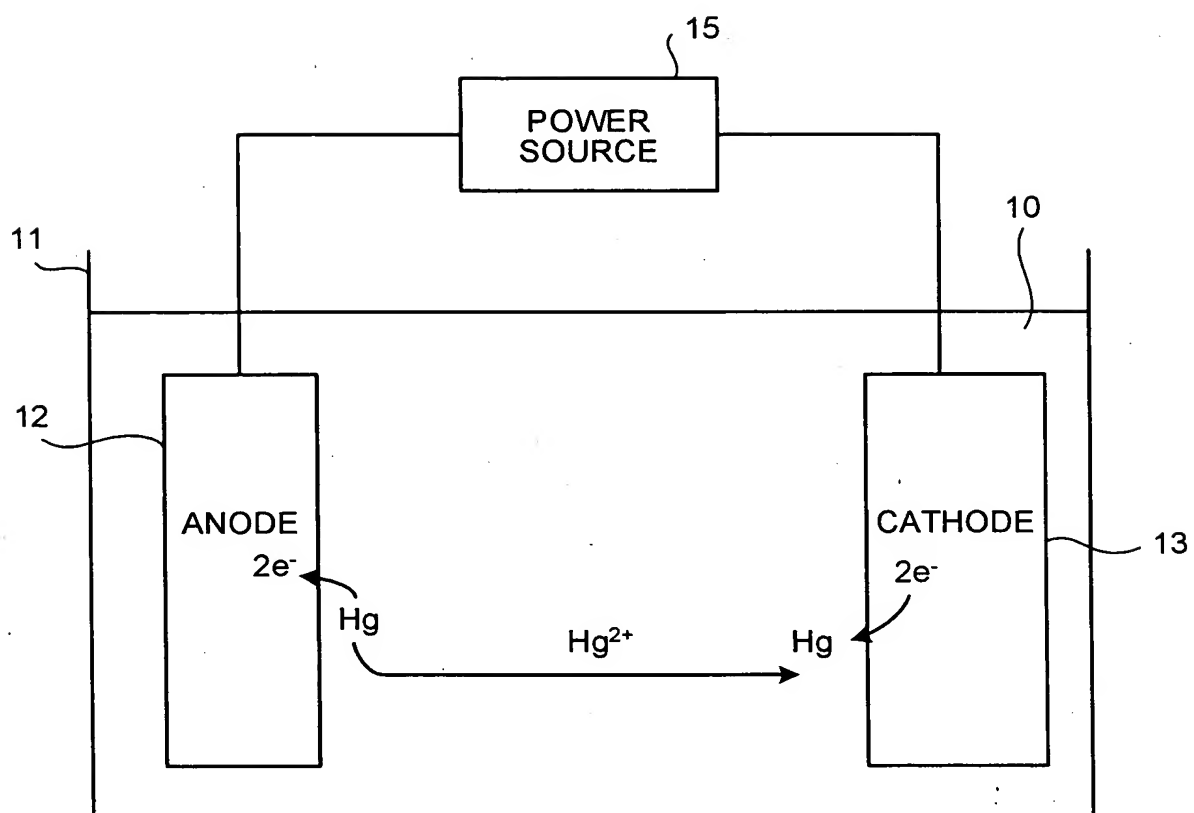 15
POWER
SOURCE
11
10
12
ANODE
CATHODE
13
2e⁻
2e⁻
Hg
Hg²⁺
Hg